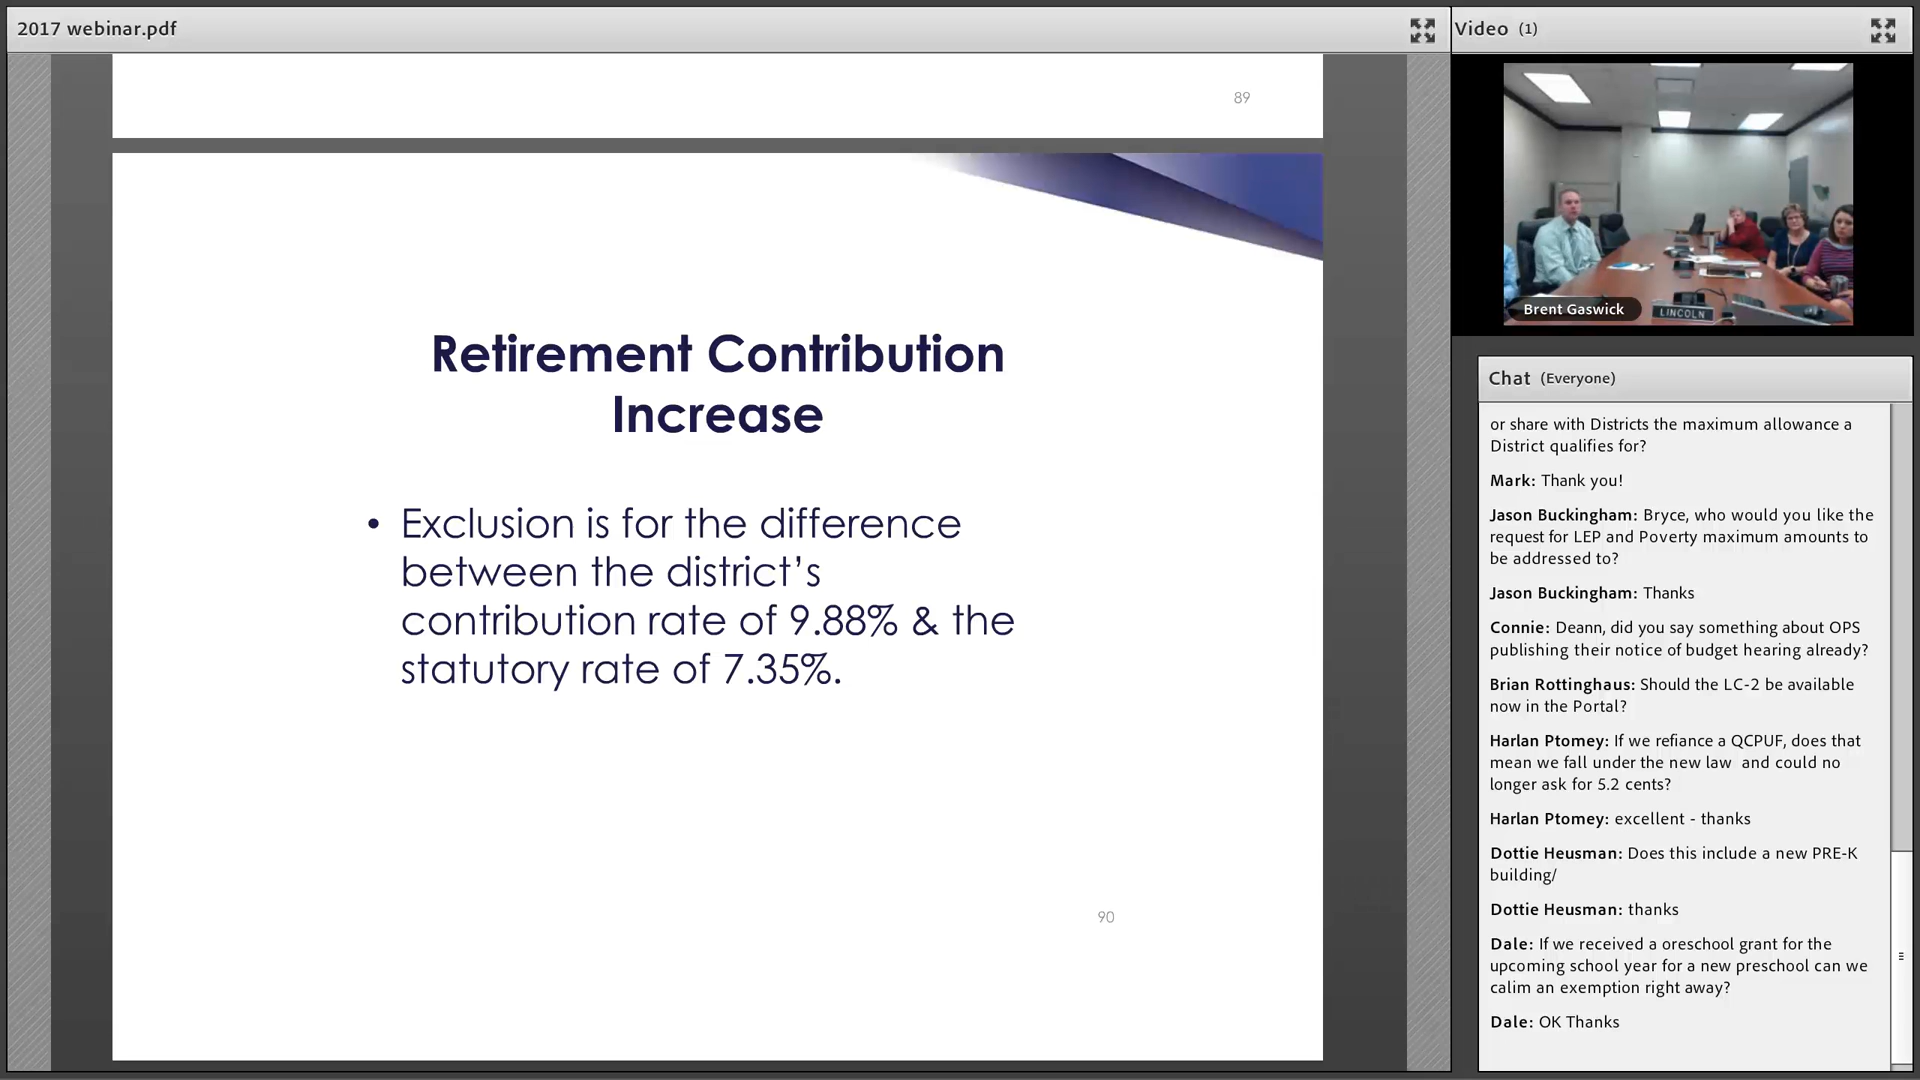 2017 webinar.pdf
89
Retirement Contribution
Increase
• Exclusion is for the difference
between the district’s
contribution rate of 9.88% & the
statutory rate of 7.35%.
90
Video (1)
Brent Gaswick
LINCOLN
Chat (Everyone)
or share with Districts the maximum allowance a
District qualifies for?
Mark: Thank you!
Jason Buckingham: Bryce, who would you like the
request for LEP and Poverty maximum amounts to
be addressed to?
Jason Buckingham: Thanks
Connie: Deann, did you say something about OPS
publishing their notice of budget hearing already?
Brian Rottinghaus: Should the LC-2 be available
now in the Portal?
Harlan Ptomey: If we refiance a QCPUF, does that
mean we fall under the new law and could no
longer ask for 5.2 cents?
Harlan Ptomey: excellent - thanks
Dottie Heusman: Does this include a new PRE-K
building/
Dottie Heusman: thanks
Dale: If we received a oreschool grant for the
upcoming school year for a new preschool can we
calim an exemption right away?
Dale: OK Thanks